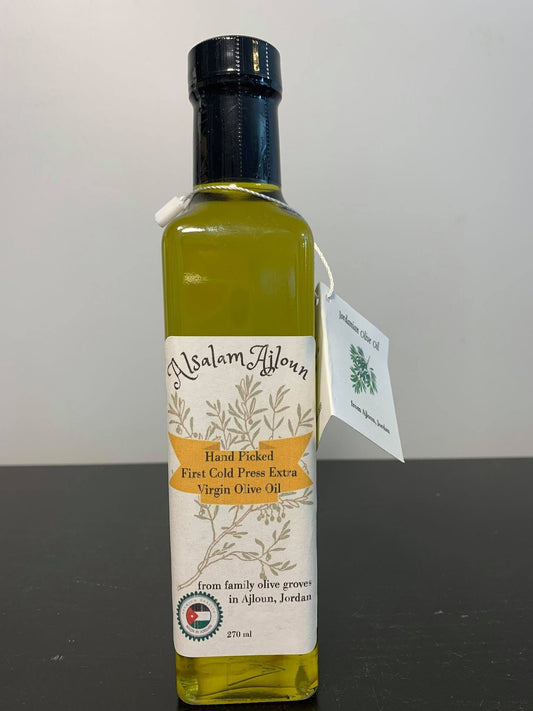 Alsalam Ajloun
Hand Picked
First Cold Press Extra
Virgin Olive Oil
from family olive groves
in Ajloun, Jordan
270 ml
Jordanian Olive Oil
from Ajloun, Jordan